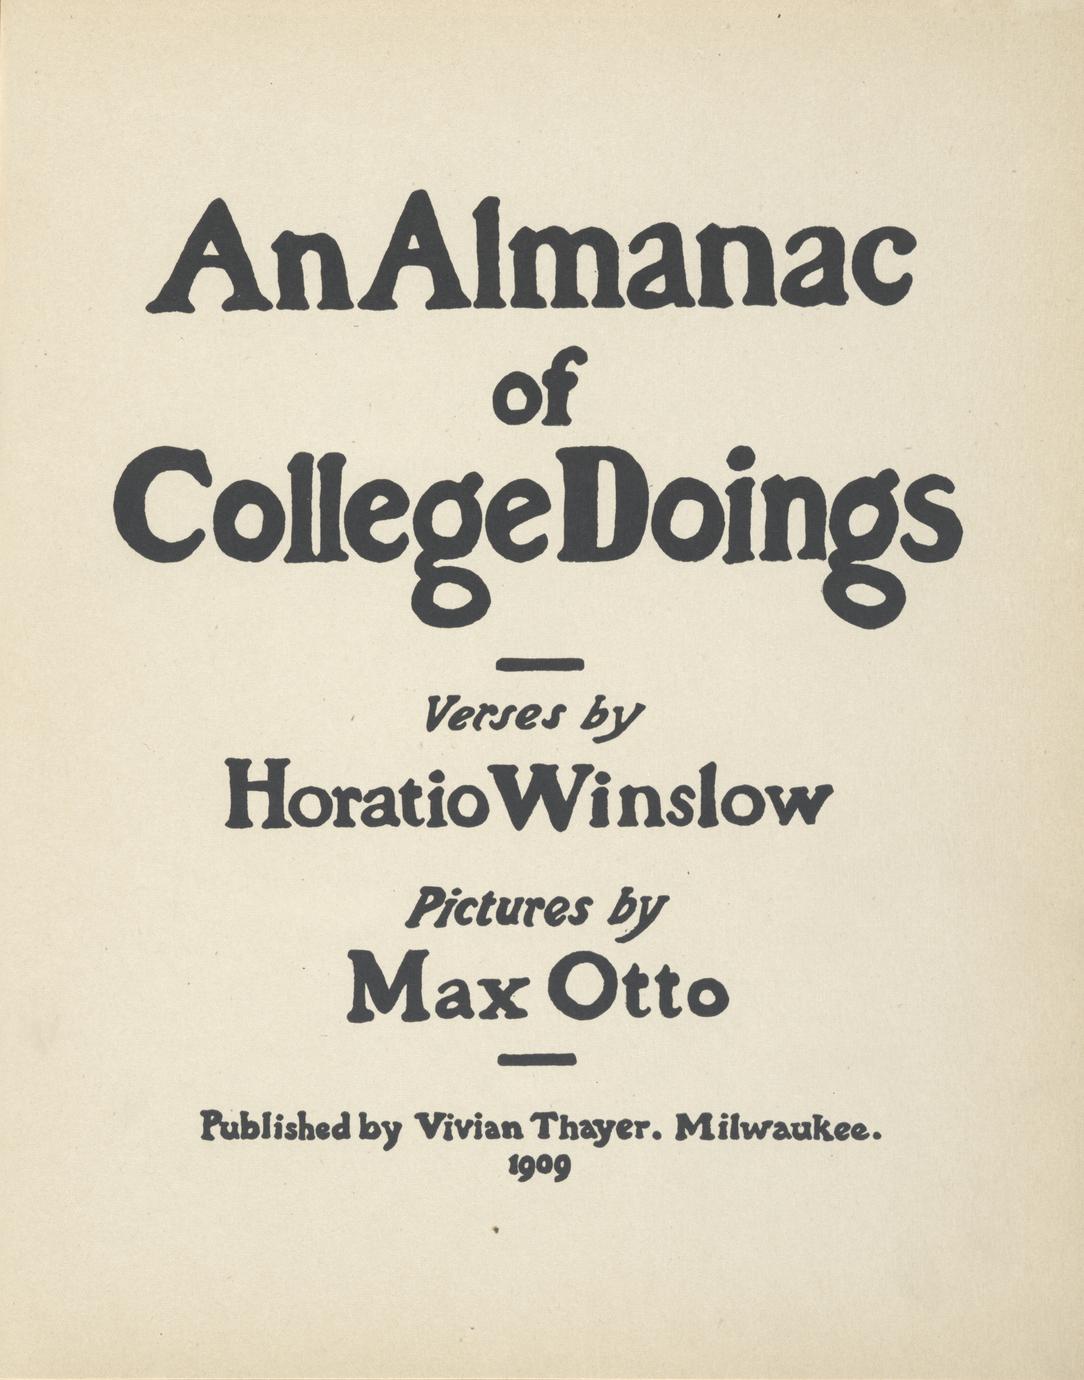 An Almanac
of
College Doings
Verses by
Horatio Winslow
Pictures by
Max Otto
Published by Vivian Thayer. Milwaukee.
1909